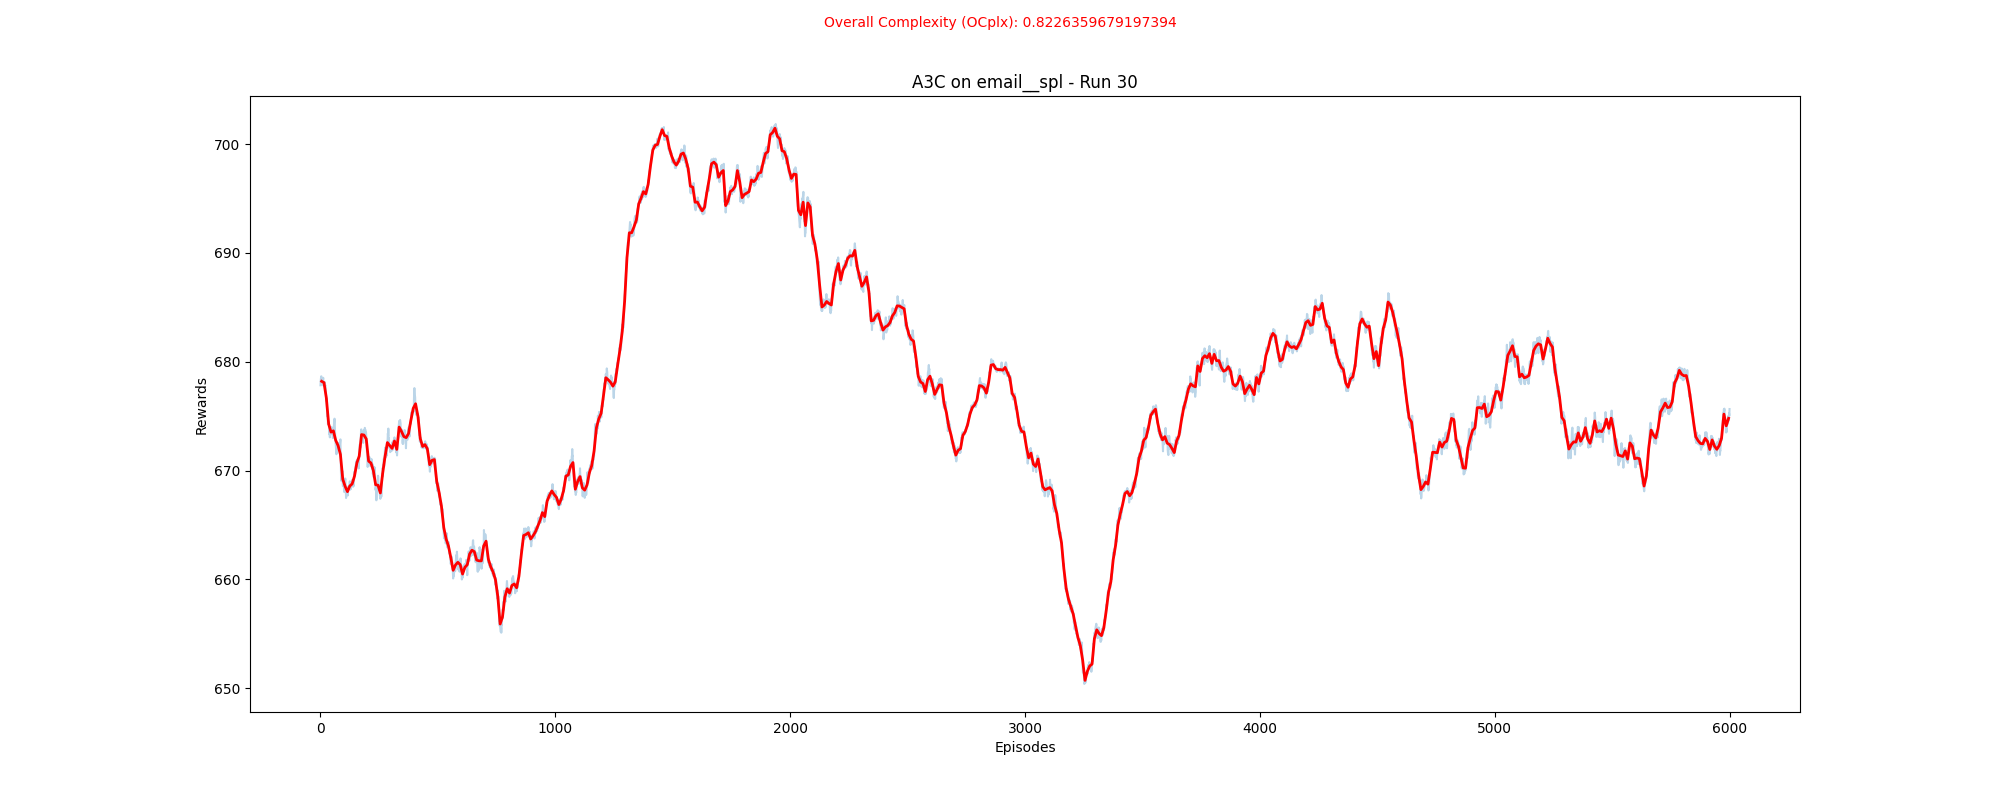 Overall Complexity (OCplx): 0.8226359679197394
A3C on email__spl - Run 30
700
690
680
670
660
650
Rewards
0 1000 2000 3000 4000 5000 6000
Episodes